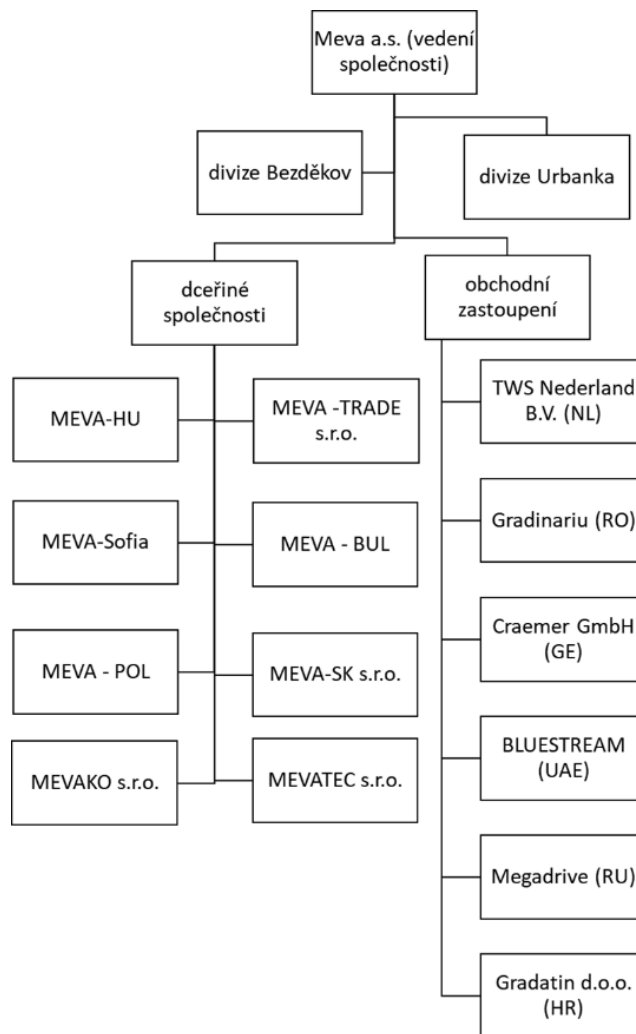 Meva a.s. (vedení
společnosti)
divize Bezděkov
divize Urbanka
dceřiné
společnosti
obchodní
zastoupení
MEVA-HU
MEVA -TRADE
s.r.o.
MEVA-Sofia
MEVA - BUL
MEVA - POL
MEVA-SK s.r.o.
MEVAKO s.r.o.
MEVATEC s.r.o.
TWS Nederland
B.V. (NL)
Gradinariu (RO)
Craemer GmbH
(GE)
BLUESTREAM
(UAE)
Megadrive (RU)
Gradatin d.o.o.
(HR)